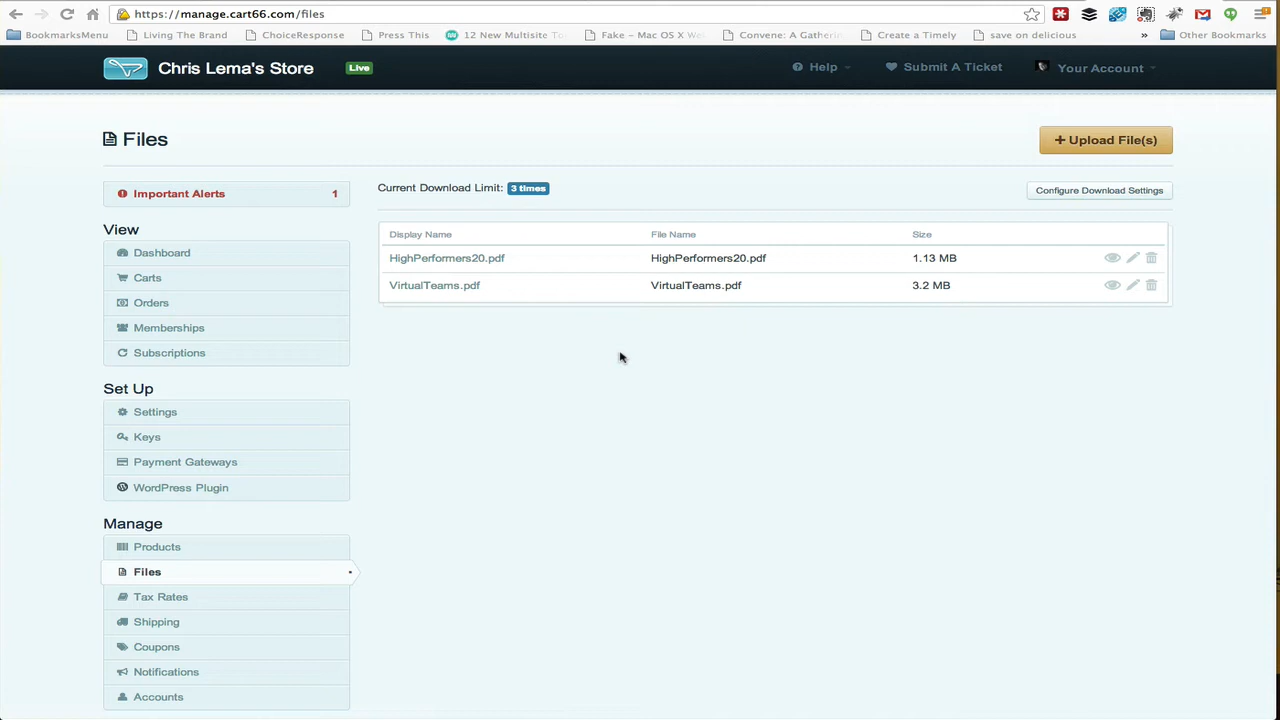 https://manage.cart66.com/files
BookmarksMenu Living The Brand ChoiceResponse Press This 12 New Multisite To Fake – Mac OS X Wo Convene: A Gatherin Create a Timely save on delicious » Other Bookmarks
Chris Lema's Store Live Help Submit A Ticket Your Account
Files + Upload File(s)
Important Alerts 1
Current Download Limit: 3 times Configure Download Settings
View
Dashboard
Carts
Orders
Memberships
Subscriptions
Display Name File Name Size
HighPerformers20.pdf HighPerformers20.pdf 1.13 MB
VirtualTeams.pdf VirtualTeams.pdf 3.2 MB
Set Up
Settings
Keys
Payment Gateways
WordPress Plugin
Manage
Products
Files
Tax Rates
Shipping
Coupons
Notifications
Accounts